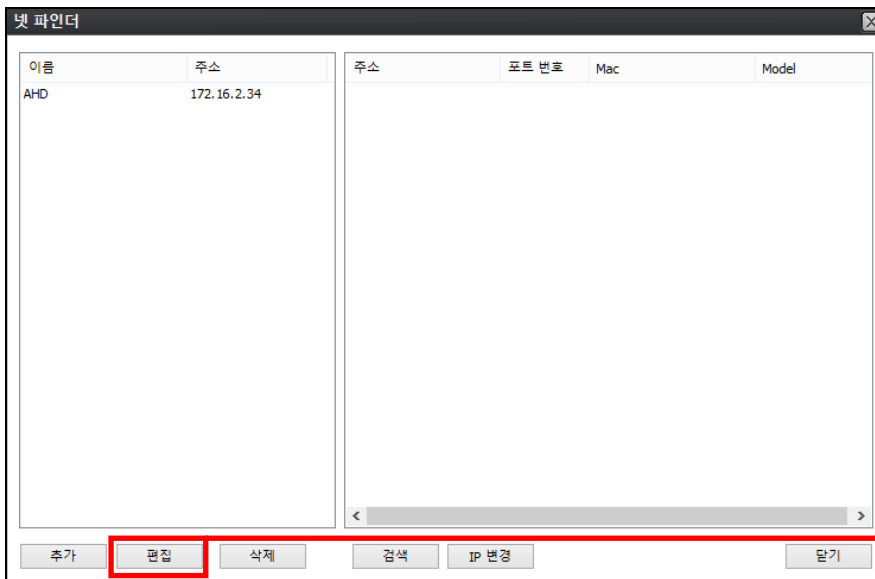 넷 파인더
이름 주소 주소 포트 번호 Mac Model
AHD 172.16.2.34
추가 편집 삭제 검색 IP 변경 닫기